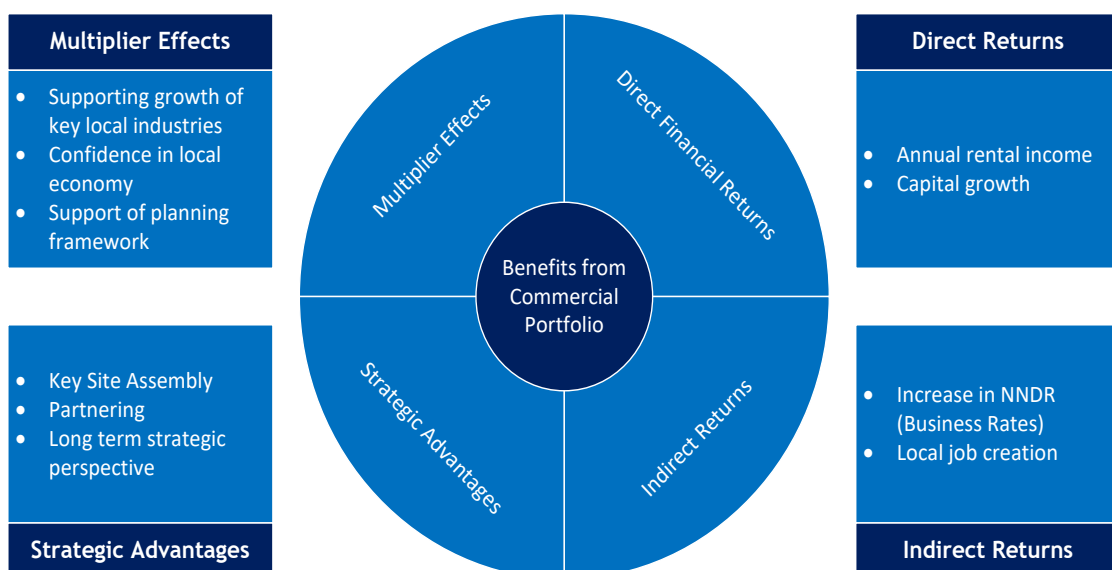 Multiplier Effects
• Supporting growth of
key local industries
• Confidence in local
economy
• Support of planning
framework
Direct Returns
• Annual rental income
• Capital growth
Multiplier Effects
Direct Financial Returns
Benefits from
Commercial
Portfolio
Strategic Advantages
Indirect Returns
• Key Site Assembly
• Partnering
• Long term strategic
perspective
Strategic Advantages
• Increase in NNDR
(Business Rates)
• Local job creation
Indirect Returns